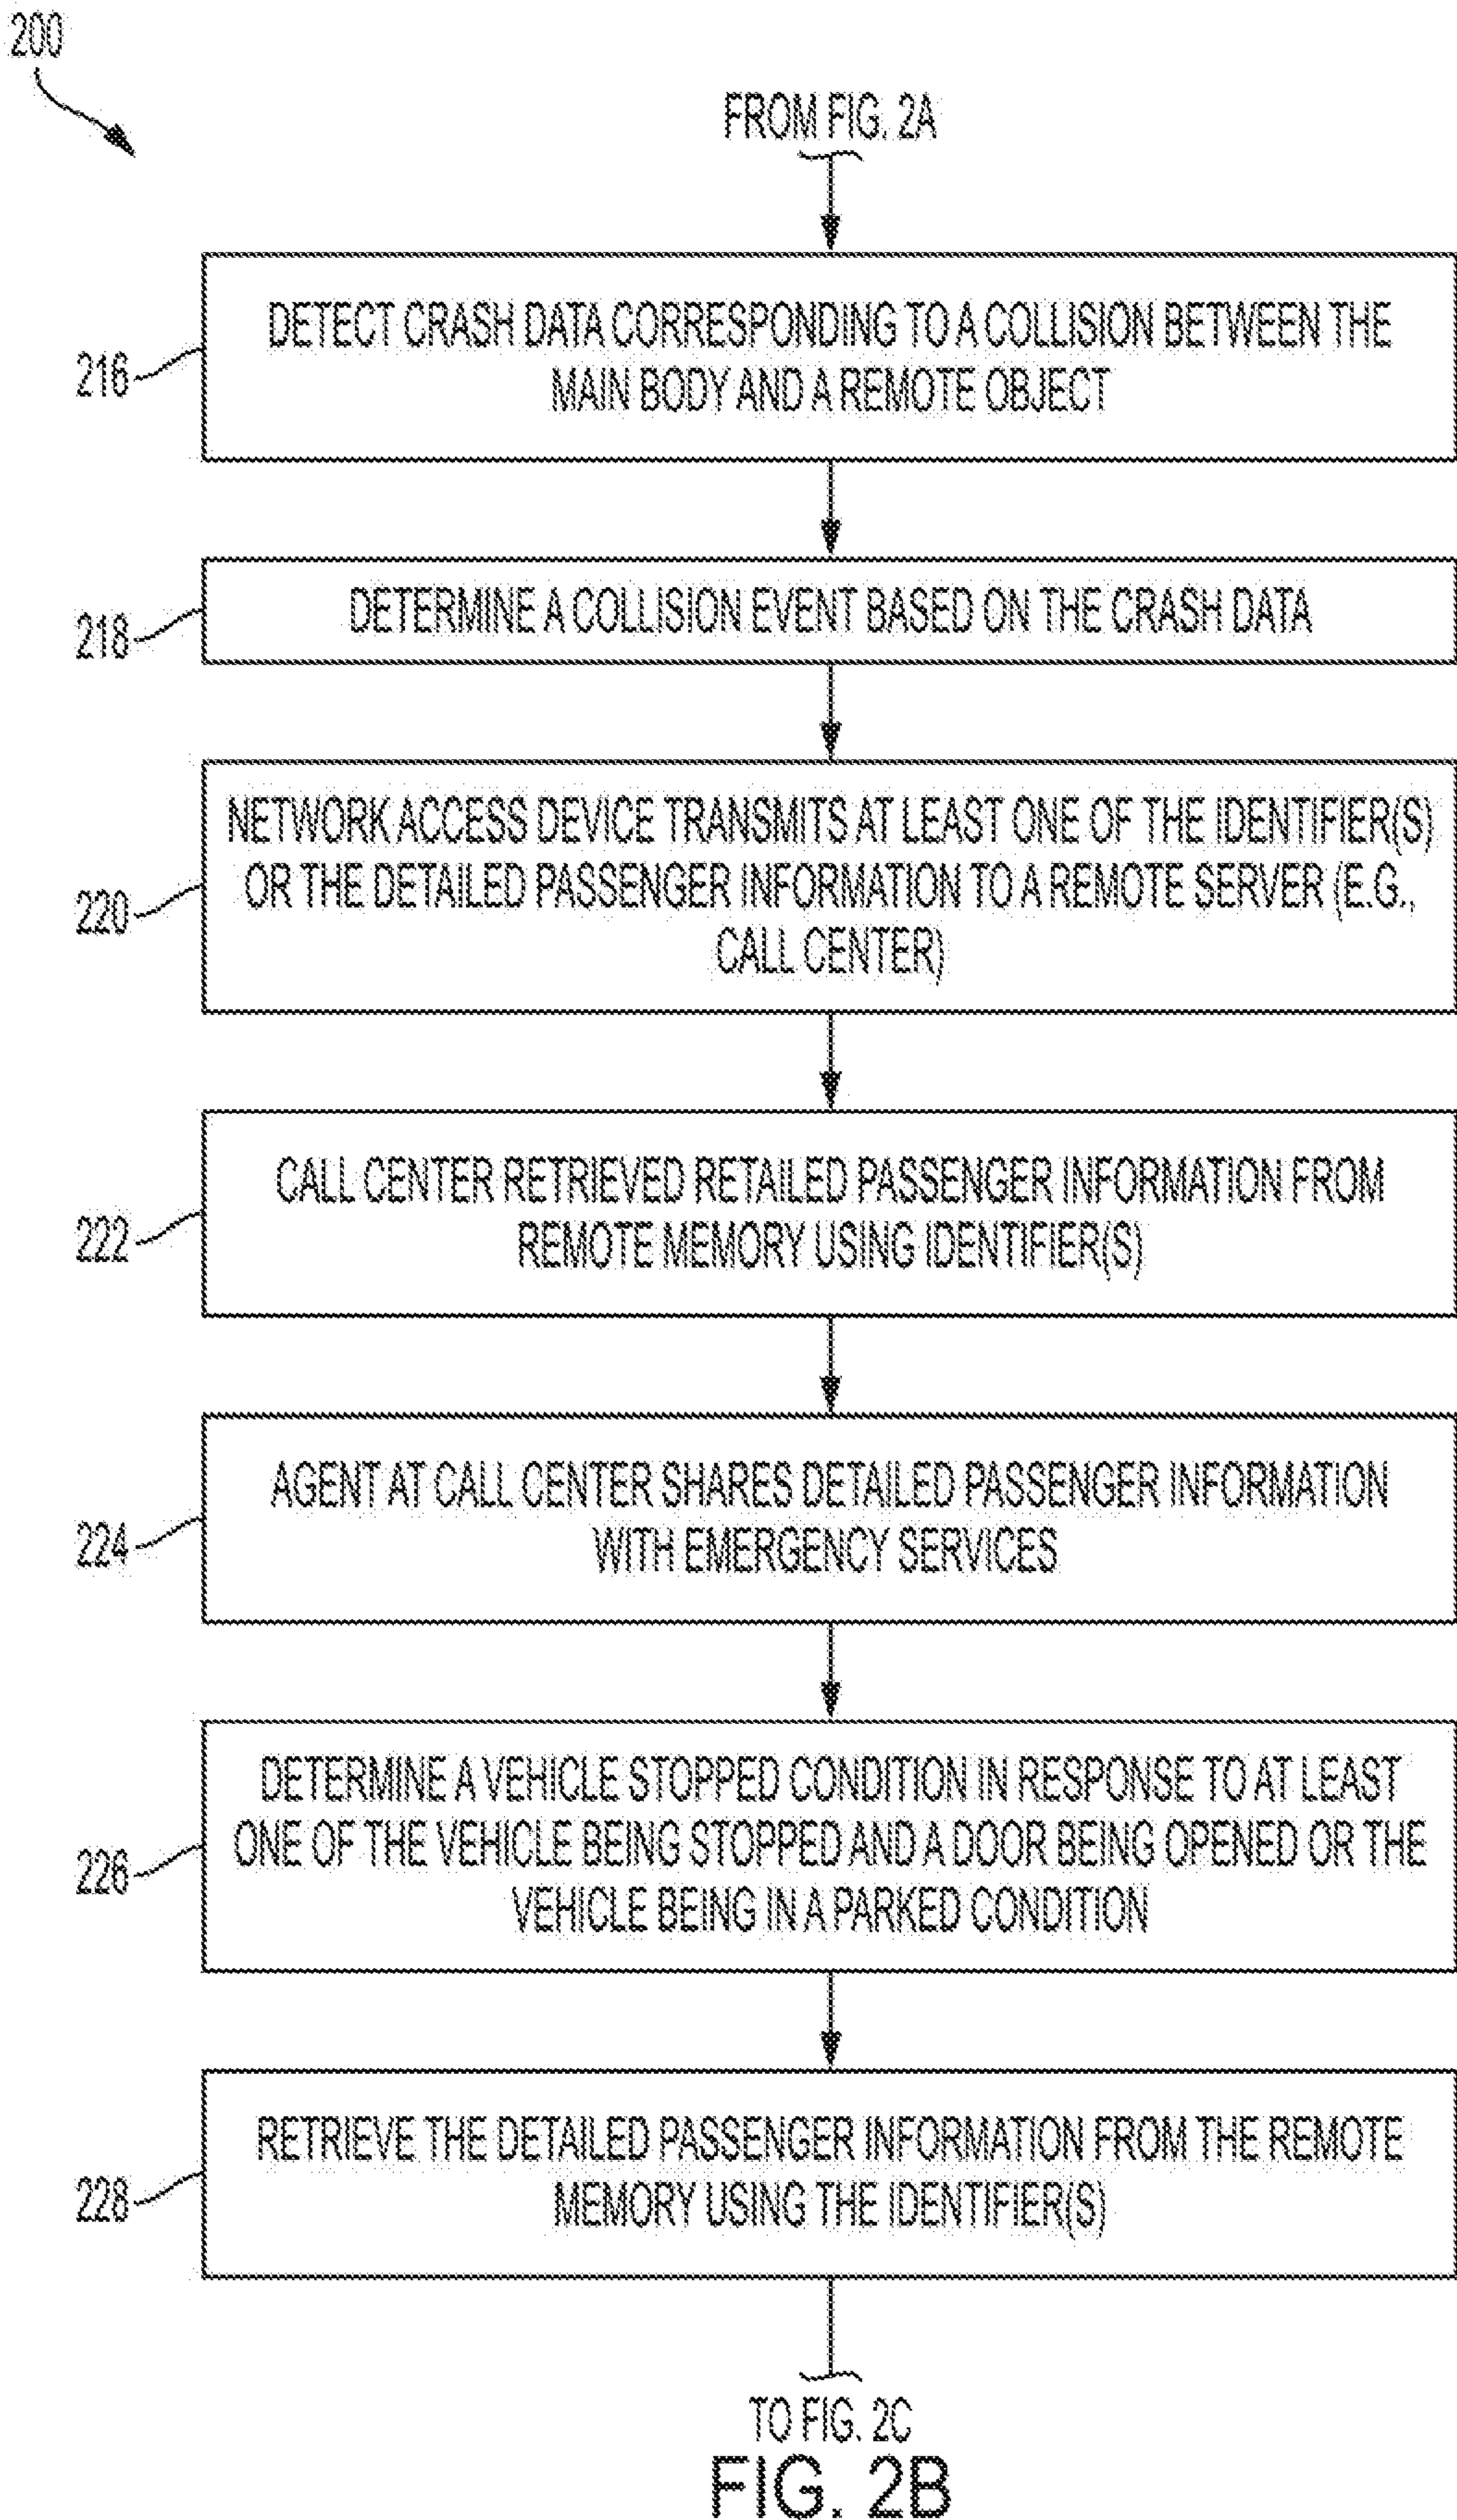 200
FROM FIG. 2A
DETECT CRASH DATA CORRESPONDING TO A COLLISION BETWEEN THE
MAIN BODY AND A REMOTE OBJECT
216
DETERMINE A COLLISION EVENT BASED ON THE CRASH DATA
218
NETWORK ACCESS DEVICE TRANSMITS AT LEAST ONE OF THE IDENTIFIER(S)
OR THE DETAILED PASSENGER INFORMATION TO A REMOTE SERVER (E.G.,
CALL CENTER)
220
CALL CENTER RETRIEVED RETAILED PASSENGER INFORMATION FROM
REMOTE MEMORY USING IDENTIFIER(S)
222
AGENT AT CALL CENTER SHARES DETAILED PASSENGER INFORMATION
WITH EMERGENCY SERVICES
224
DETERMINE A VEHICLE STOPPED CONDITION IN RESPONSE TO AT LEAST
ONE OF THE VEHICLE BEING STOPPED AND A DOOR BEING OPENED OR THE
VEHICLE BEING IN A PARKED CONDITION
226
RETRIEVE THE DETAILED PASSENGER INFORMATION FROM THE REMOTE
MEMORY USING THE IDENTIFIER(S)
228
TO FIG. 2C
FIG. 2B